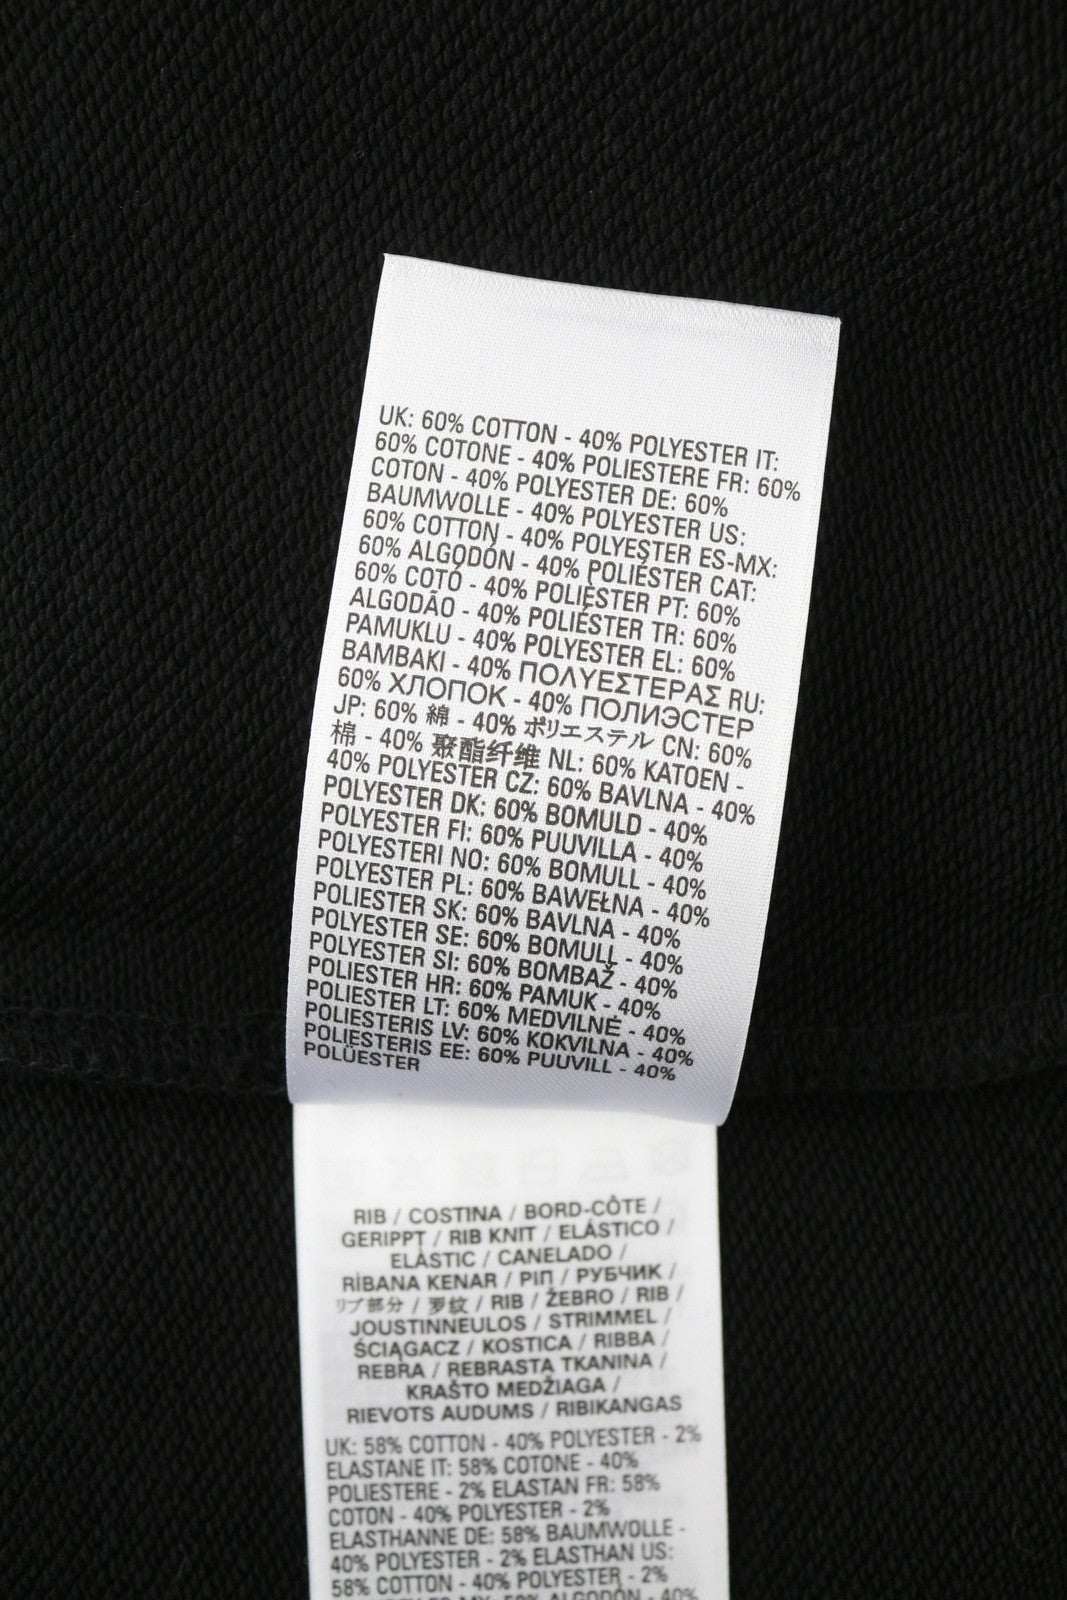 UK: 60% COTTON - 40% POLYESTER IT:
60% COTONE - 40% POLIESTERE FR: 60%
COTON - 40% POLYESTER DE: 60%
BAUMWOLLE - 40% POLYESTER US:
60% COTTON - 40% POLYESTER ES-MX:
60% ALGODÓN - 40% POLIÉSTER CAT:
60% COTÓ - 40% POLIÈSTER PT: 60%
ALGODÃO - 40% POLIÉSTER TR: 60%
PAMUKLU - 40% POLYESTER EL: 60%
ΒΑΜΒΑΚΙ - 40% ΠΟΛΥΕΣΤΕΡΑΣ RU:
60% ХЛОПОК - 40% ПОЛИЭСТЕР
JP: 60% 綿 - 40% ポリエステル CN: 60%
棉 - 40% 聚酯纤维 NL: 60% KATOEN -
40% POLYESTER CZ: 60% BAVLNA - 40%
POLYESTER DK: 60% BOMULD - 40%
POLYESTER FI: 60% PUUVILLA - 40%
POLYESTERI NO: 60% BOMULL - 40%
POLYESTER PL: 60% BAWEŁNA - 40%
POLIESTER SK: 60% BAVLNA - 40%
POLYESTER SE: 60% BOMULL - 40%
POLYESTER SI: 60% BOMBAŽ - 40%
POLIESTER HR: 60% PAMUK - 40%
POLIESTER LT: 60% MEDVILNĖ - 40%
POLIESTERIS LV: 60% KOKVILNA - 40%
POLIESTERIS EE: 60% PUUVILL - 40%
POLÜESTER
RIB / COSTINA / BORD-CÔTE /
GERIPPT / RIB KNIT / ELÁSTICO /
ELÀSTIC / CANELADO /
RİBANA KENAR / ΡΙΠ / РУБЧИК /
リブ部分 / 罗纹 / RIB / ŽEBRO / RIB /
JOUSTINNEULOS / STRIMMEL /
ŚCIĄGACZ / KOSTICA / RIBBA /
REBRA / REBRASTA TKANINA /
KRAŠTO MEDŽIAGA /
RIEVOTS AUDUMS / RIBIKANGAS
UK: 58% COTTON - 40% POLYESTER - 2%
ELASTANE IT: 58% COTONE - 40%
POLIESTERE - 2% ELASTAN FR: 58%
COTON - 40% POLYESTER - 2%
ELASTHANNE DE: 58% BAUMWOLLE -
40% POLYESTER - 2% ELASTHAN US:
58% COTTON - 40% POLYESTER - 2%
ES-MX: 58% ALGODÓN - 40%